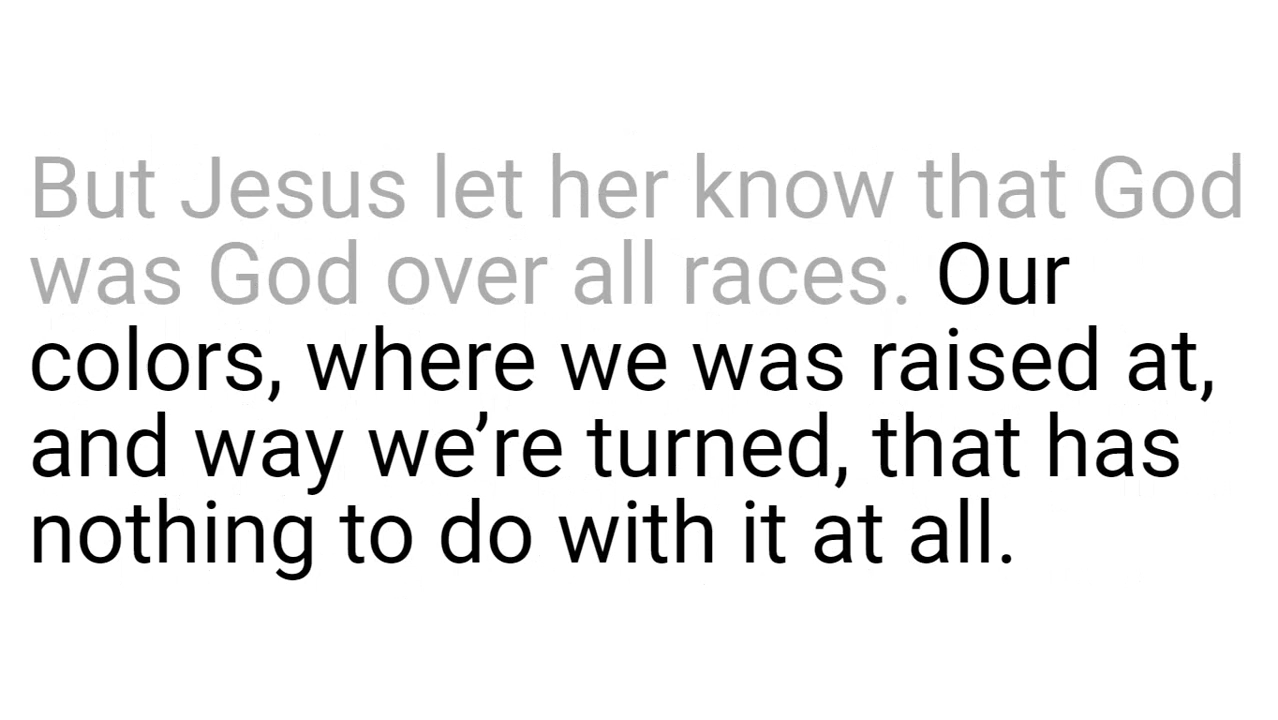 But Jesus let her know that God
was God over all races. Our
colors, where we was raised at,
and way we’re turned, that has
nothing to do with it at all.